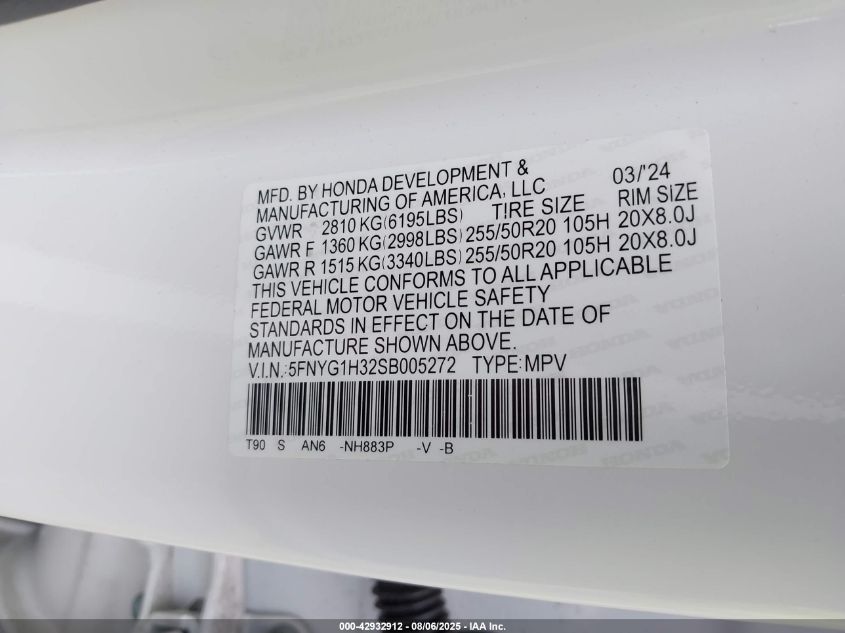 MFD. BY HONDA DEVELOPMENT & 03/'24
MANUFACTURING OF AMERICA, LLC
GVWR 2810 KG(6195LBS) TIRE SIZE RIM SIZE
GAWR F 1360 KG(2998LBS) 255/50R20 105H 20X8.0J
GAWR R 1515 KG(3340LBS) 255/50R20 105H 20X8.0J
THIS VEHICLE CONFORMS TO ALL APPLICABLE
FEDERAL MOTOR VEHICLE SAFETY
STANDARDS IN EFFECT ON THE DATE OF
MANUFACTURE SHOWN ABOVE.
V.I.N.:5FNYG1H32SB005272 TYPE:MPV
T90 S AN6 -NH883P -V -B
000-42932912 - 08/06/2025 - IAA Inc.